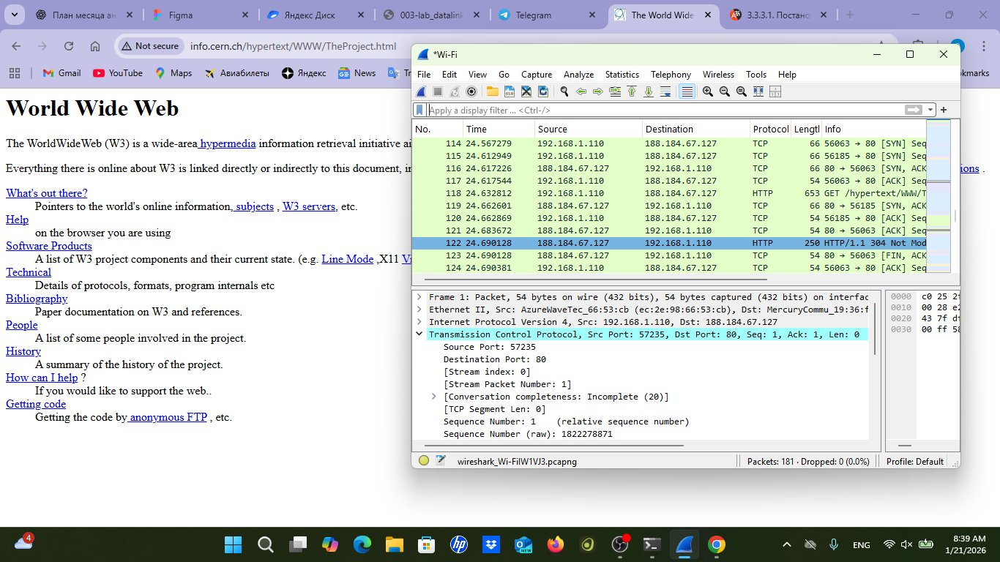 План месяца ан
Figma
Яндекс Диск
003-lab_datalink
Telegram
The World Wide
3.3.3.1. Постано
Not secure
info.cern.ch/hypertext/WWW/TheProject.html
Gmail
YouTube
Maps
Авиабилеты
Яндекс
News
okmarks
World Wide Web
The WorldWideWeb (W3) is a wide-area hypermedia information retrieval initiative ai
Everything there is online about W3 is linked directly or indirectly to this document, in
ions .
What's out there?
Pointers to the world's online information, subjects , W3 servers, etc.
Help
on the browser you are using
Software Products
A list of W3 project components and their current state. (e.g. Line Mode ,X11 Vi
Technical
Details of protocols, formats, program internals etc
Bibliography
Paper documentation on W3 and references.
People
A list of some people involved in the project.
History
A summary of the history of the project.
How can I help ?
If you would like to support the web..
Getting code
Getting the code by anonymous FTP , etc.
*Wi-Fi
File Edit View Go Capture Analyze Statistics Telephony Wireless Tools Help
Apply a display filter ... <Ctrl-/>
No. Time Source Destination Protocol Lengtl Info
114 24.567279 192.168.1.110 188.184.67.127 TCP 66 56063 → 80 [SYN] Seq
115 24.612949 192.168.1.110 188.184.67.127 TCP 66 56185 → 80 [SYN] Seq
116 24.617226 188.184.67.127 192.168.1.110 TCP 66 80 → 56063 [SYN, ACK
117 24.617544 192.168.1.110 188.184.67.127 TCP 54 56063 → 80 [ACK] Seq
118 24.632812 192.168.1.110 188.184.67.127 HTTP 653 GET /hypertext/WWW/T
119 24.662601 188.184.67.127 192.168.1.110 TCP 66 80 → 56185 [SYN, ACK
120 24.662869 192.168.1.110 188.184.67.127 TCP 54 56185 → 80 [ACK] Seq
121 24.683672 188.184.67.127 192.168.1.110 TCP 54 80 → 56063 [ACK] Seq
122 24.690128 188.184.67.127 192.168.1.110 HTTP 250 HTTP/1.1 304 Not Mod
123 24.690128 188.184.67.127 192.168.1.110 TCP 54 80 → 56063 [FIN, ACK
124 24.690381 192.168.1.110 188.184.67.127 TCP 54 56063 → 80 [ACK] Seq
Frame 1: Packet, 54 bytes on wire (432 bits), 54 bytes captured (432 bits) on interfac
Ethernet II, Src: AzureWaveTec_66:53:cb (ec:2e:98:66:53:cb), Dst: MercuryCommu_19:36:f
Internet Protocol Version 4, Src: 192.168.1.110, Dst: 188.184.67.127
Transmission Control Protocol, Src Port: 57235, Dst Port: 80, Seq: 1, Ack: 1, Len: 0
Source Port: 57235
Destination Port: 80
[Stream index: 0]
[Stream Packet Number: 1]
[Conversation completeness: Incomplete (20)]
[TCP Segment Len: 0]
Sequence Number: 1 (relative sequence number)
Sequence Number (raw): 1822278871
0000 c0 25 2f
0010 00 28 e2
0020 43 7f df
0030 00 ff 58
wireshark_Wi-FiIW1VJ3.pcapng
Packets: 181 · Dropped: 0 (0.0%)
Profile: Default
4
hp
NEW
ENG
8:39 AM
1/21/2026